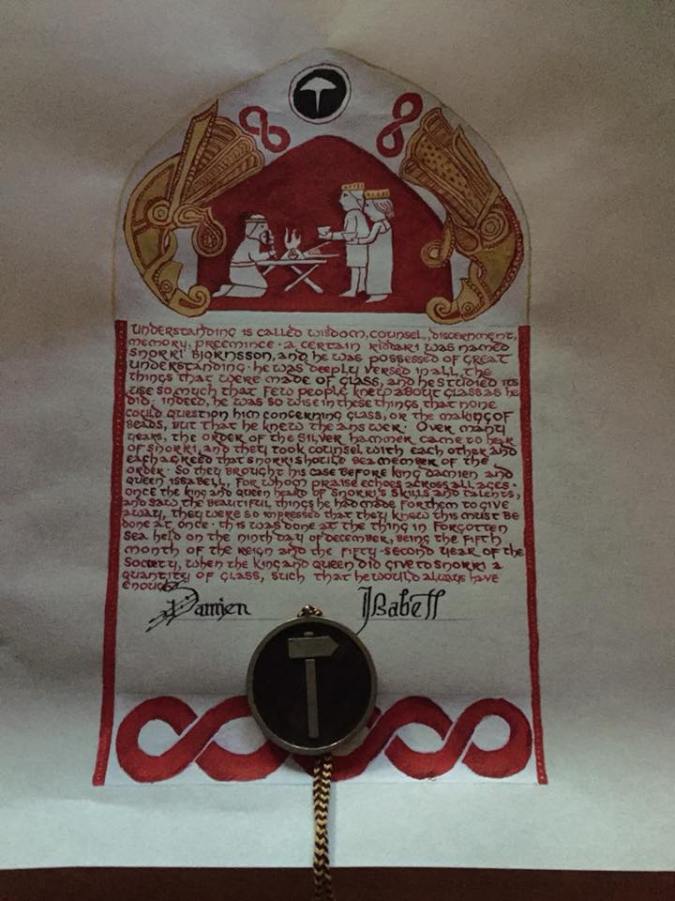 Understanding is called wisdom, counsel, discernment,
memory, preeminence · A certain riddari was named
Snorri Bjornsson, and he was possessed of great
understanding · he was deeply versed in all, the
things that were made of glass, and he studied its
use so much that few people knew about glass as he
did, indeed, he was so wise in these things, that none
could question him concerning glass, or the making of
beads, but that he knew the answer · Over many
years, the Order of the Silver Hammer came to hear
of Snorri, and they took counsel with each other and
each agreed that Snorri should be a member of the
Order · So they brought his case before King Damien and
Queen Issabell, for whom praise echoes across all ages ·
Once the King and Queen heard of Snorri's skills and talents,
and saw the beautiful things he had made for them to give
away, they were so impressed that they knew this must be
done at once · this was done at the thing in Forgotten
Sea held on the ninth day of December, being the fifth
month of the reign and the fifty-second year of the
Society, when the King and Queen did give to Snorri a
quantity of glass, such that he would always have
enough
Damien Isabell